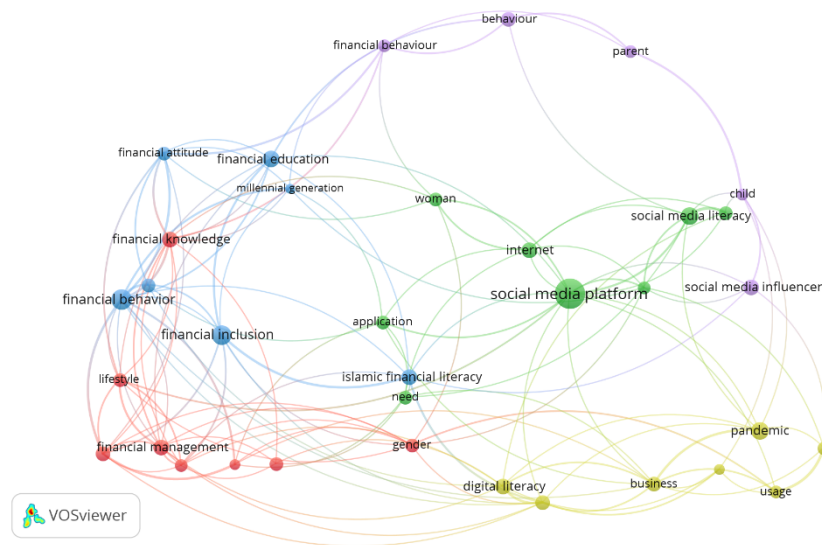 behaviour
financial behaviour
parent
financial attitude
financial education
millennial generation
child
woman
social media literacy
financial knowledge
internet
social media influencer
social media platform
financial behavior
application
financial inclusion
islamic financial literacy
lifestyle
need
pandemic
gender
financial management
business
digital literacy
usage
VOSviewer